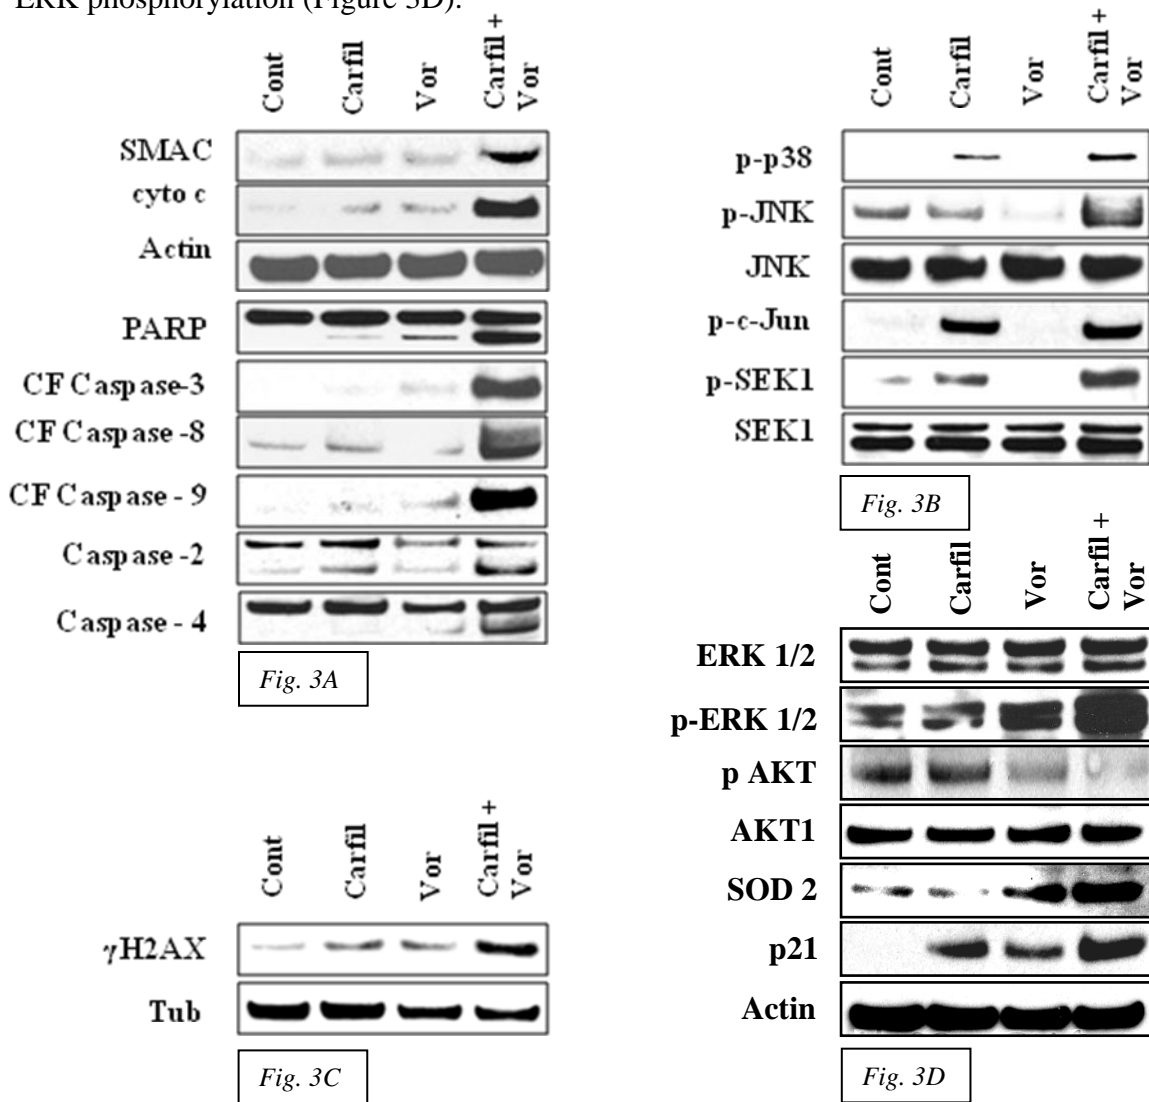 ERK phosphorylation (Figure 3D).
Cont
Carfil
Vor
Carfil +
Vor
SMAC
cyto c
Actin
PARP
CF Caspase-3
CF Caspase -8
CF Caspase - 9
Caspase -2
Caspase - 4
Fig. 3A
Cont
Carfil
Vor
Carfil +
Vor
p-p38
p-JNK
JNK
p-c-Jun
p-SEK1
SEK1
Fig. 3B
Cont
Carfil
Vor
Carfil +
Vor
γH2AX
Tub
Fig. 3C
Cont
Carfil
Vor
Carfil +
Vor
ERK 1/2
p-ERK 1/2
p AKT
AKT1
SOD 2
p21
Actin
Fig. 3D